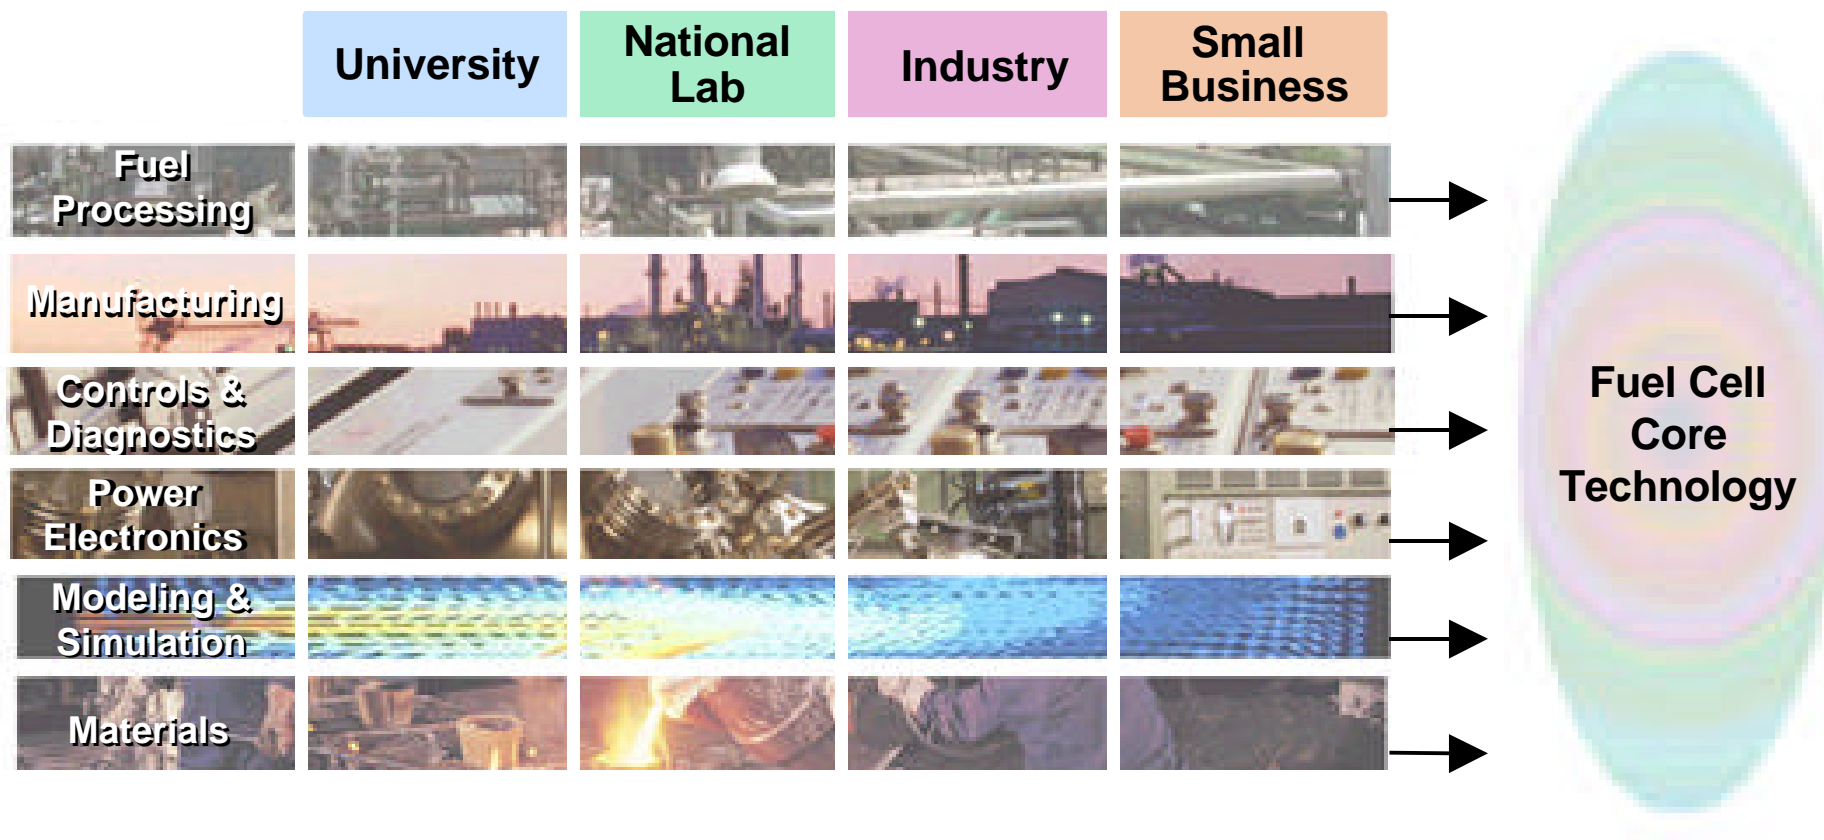 University
National
Lab
Industry
Small
Business
Fuel
Processing
Manufacturing
Controls &
Diagnostics
Power
Electronics
Modeling &
Simulation
Materials
Fuel Cell
Core
Technology